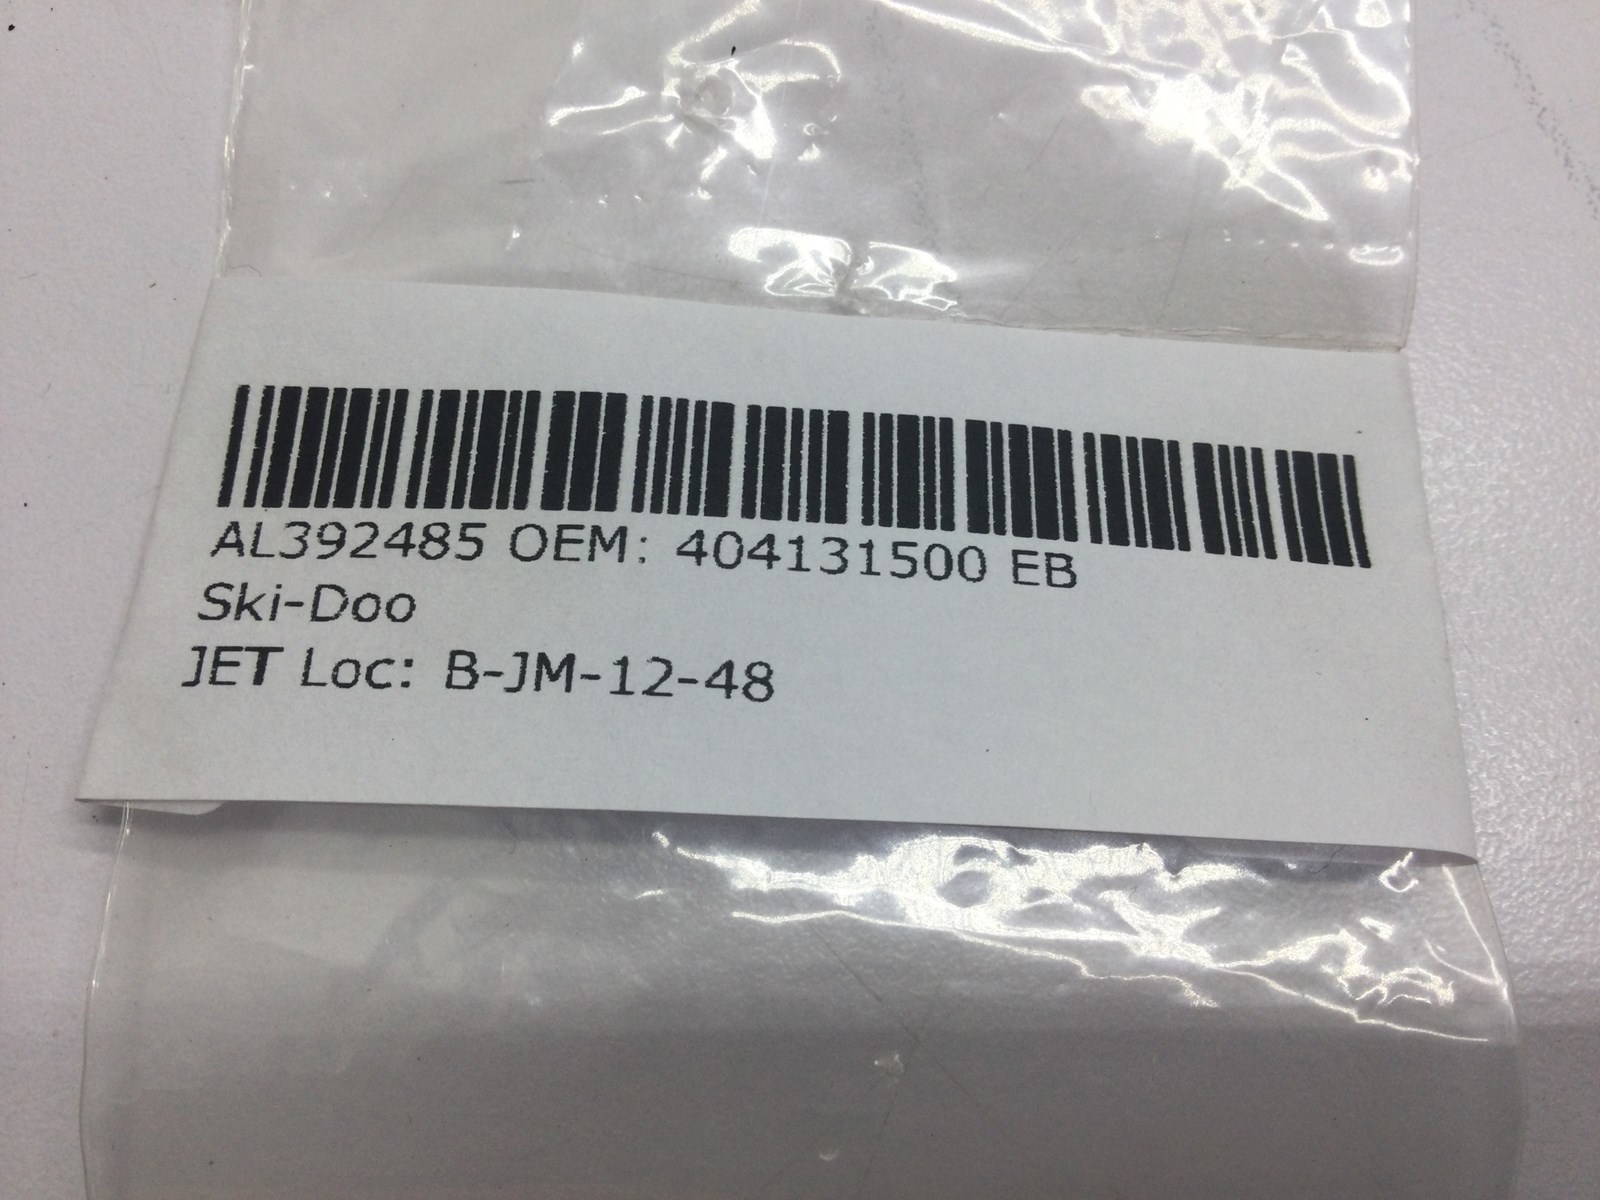 AL392485 OEM: 404131500 EB
Ski-Doo
JET Loc: B-JM-12-48